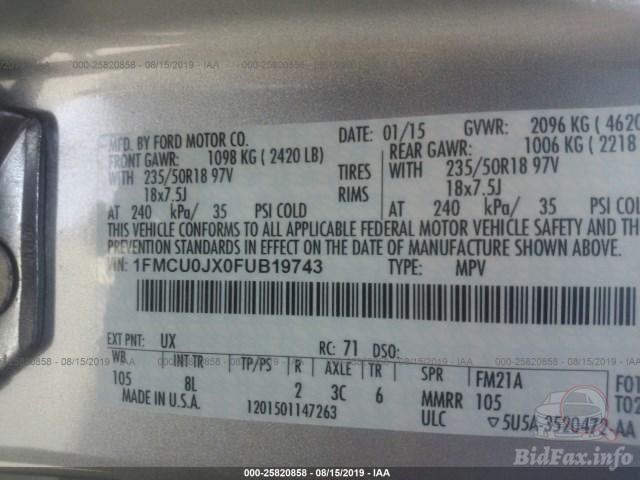 000-25820858 - 08/15/2019 - IAA
MFD. BY FORD MOTOR CO.
DATE: 01/15 GVWR: 2096 KG ( 4620
FRONT GAWR: 1098 KG ( 2420 LB)
REAR GAWR: 1006 KG ( 2218
WITH 235/50R18 97V TIRES WITH 235/50R18 97V
18x7.5J RIMS 18x7.5J
AT 240 kPa/ 35 PSI COLD AT 240 kPa/ 35 PSI COLD
THIS VEHICLE CONFORMS TO ALL APPLICABLE FEDERAL MOTOR VEHICLE SAFETY AND THE
PREVENTION STANDARDS IN EFFECT ON THE DATE OF MANUFACTURE SHOWN ABOVE.
VIN: 1FMCU0JX0FUB19743 TYPE: MPV
EXT PNT: UX RC: 71 DSO:
WB INT TR TP/PS R AXLE TR SPR FM21A
105 8L 2 3C 6 MMRR 105
MADE IN U.S.A. 1201501147263 ULC ▽5U5A-3520472-AA
FOT
TO2
000-25820858 - 08/15/2019 - IAA
BidFax.info